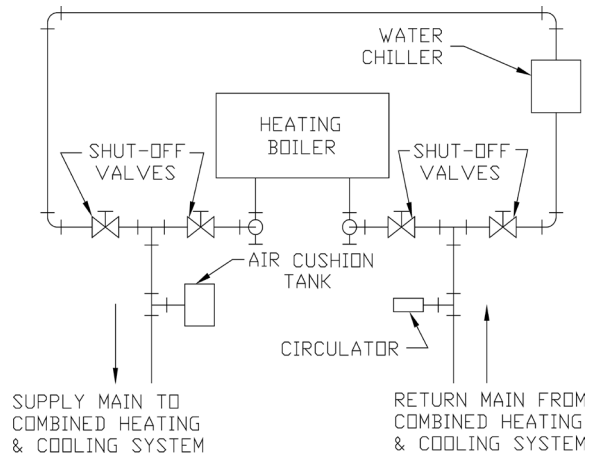 WATER
CHILLER
HEATING
BOILER
SHUT-OFF
VALVES
SHUT-OFF
VALVES
AIR CUSHION
TANK
CIRCULATOR
SUPPLY MAIN TO
COMBINED HEATING
& COOLING SYSTEM
RETURN MAIN FROM
COMBINED HEATING
& COOLING SYSTEM